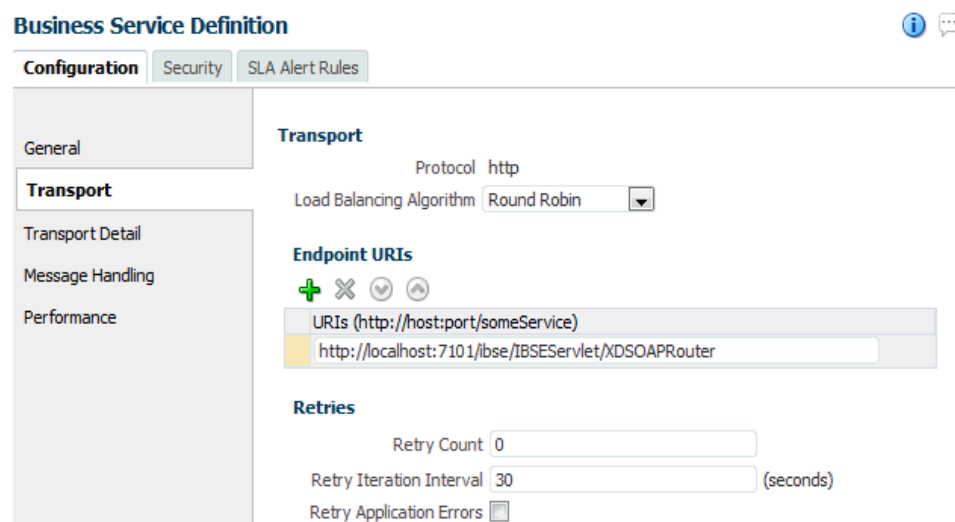 Business Service Definition
Configuration Security SLA Alert Rules
General
Transport
Transport Detail
Message Handling
Performance
Transport
Protocol http
Load Balancing Algorithm Round Robin
Endpoint URIs
URIs (http://host:port/someService)
http://localhost:7101/ibse/IBSEServlet/XDSOAPRouter
Retries
Retry Count 0
Retry Iteration Interval 30 (seconds)
Retry Application Errors